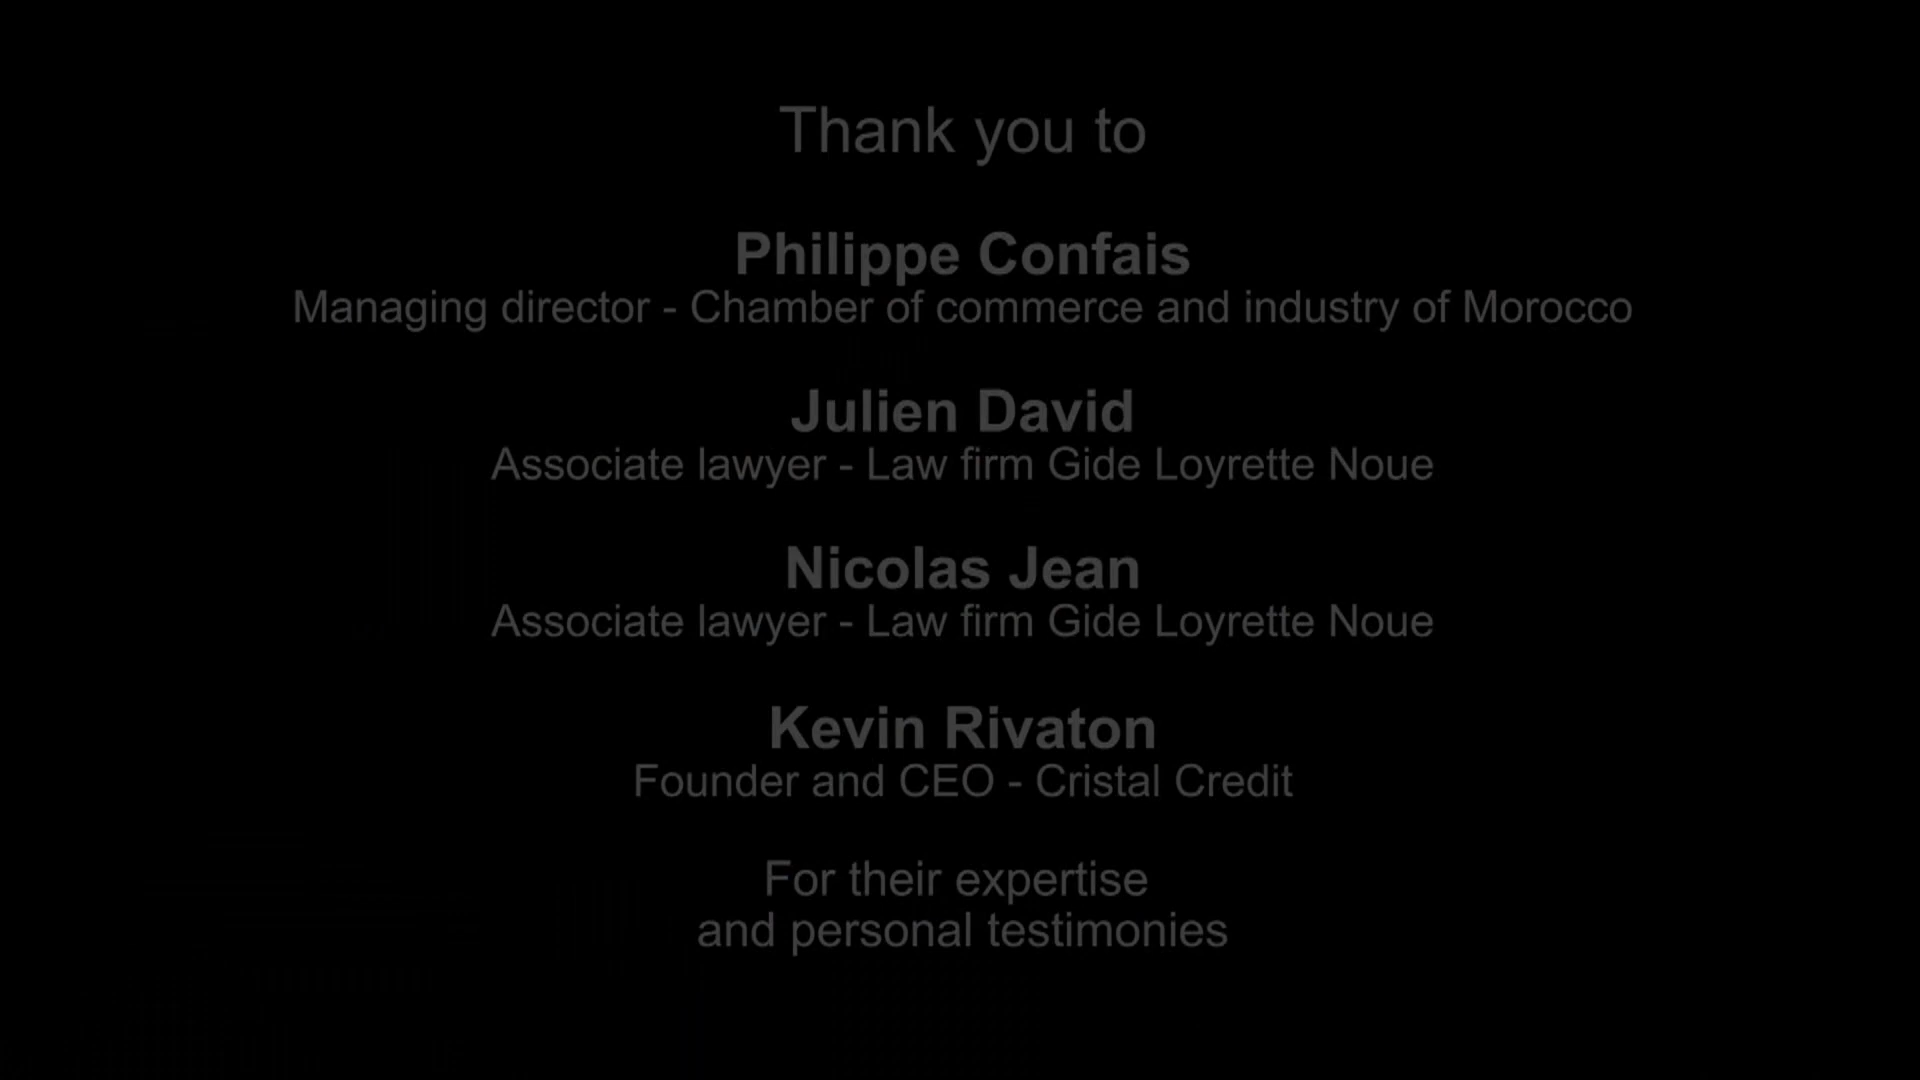 Thank you to
Philippe Confais
Managing director - Chamber of commerce and industry of Morocco
Julien David
Associate lawyer - Law firm Gide Loyrette Noue
Nicolas Jean
Associate lawyer - Law firm Gide Loyrette Noue
Kevin Rivaton
Founder and CEO - Cristal Credit
For their expertise
and personal testimonies